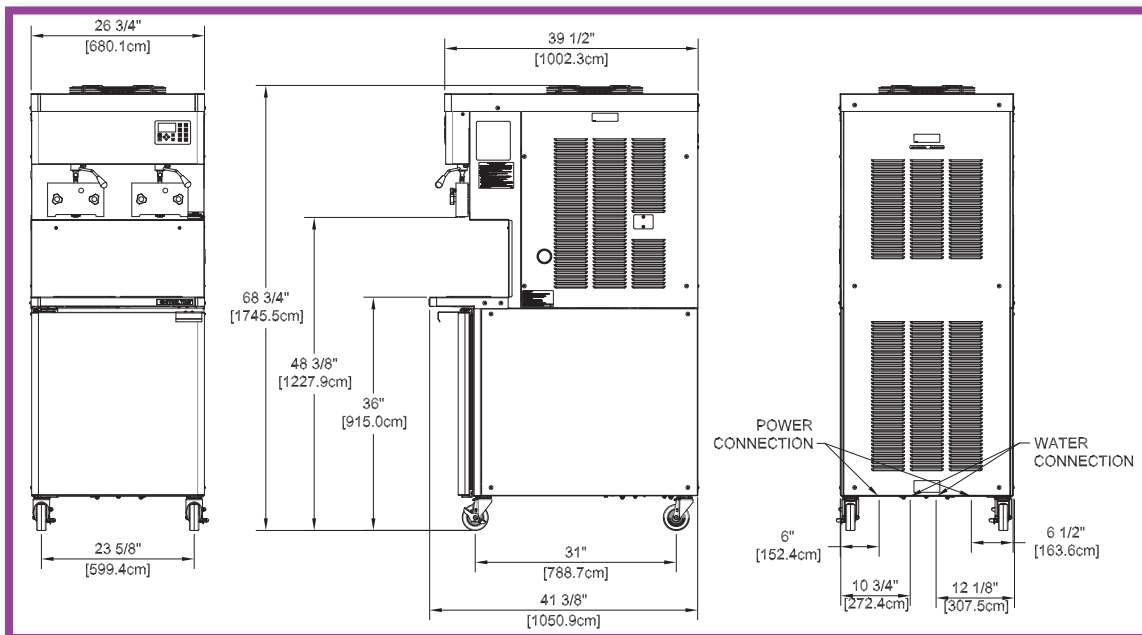 26 3/4"
[680.1cm]
39 1/2"
[1002.3cm]
68 3/4"
[1745.5cm]
48 3/8"
[1227.9cm]
36"
[915.0cm]
POWER
CONNECTION
WATER
CONNECTION
23 5/8"
[599.4cm]
31"
[788.7cm]
41 3/8"
[1050.9cm]
6"
[152.4cm]
6 1/2"
[163.6cm]
10 3/4"
[272.4cm]
12 1/8"
[307.5cm]